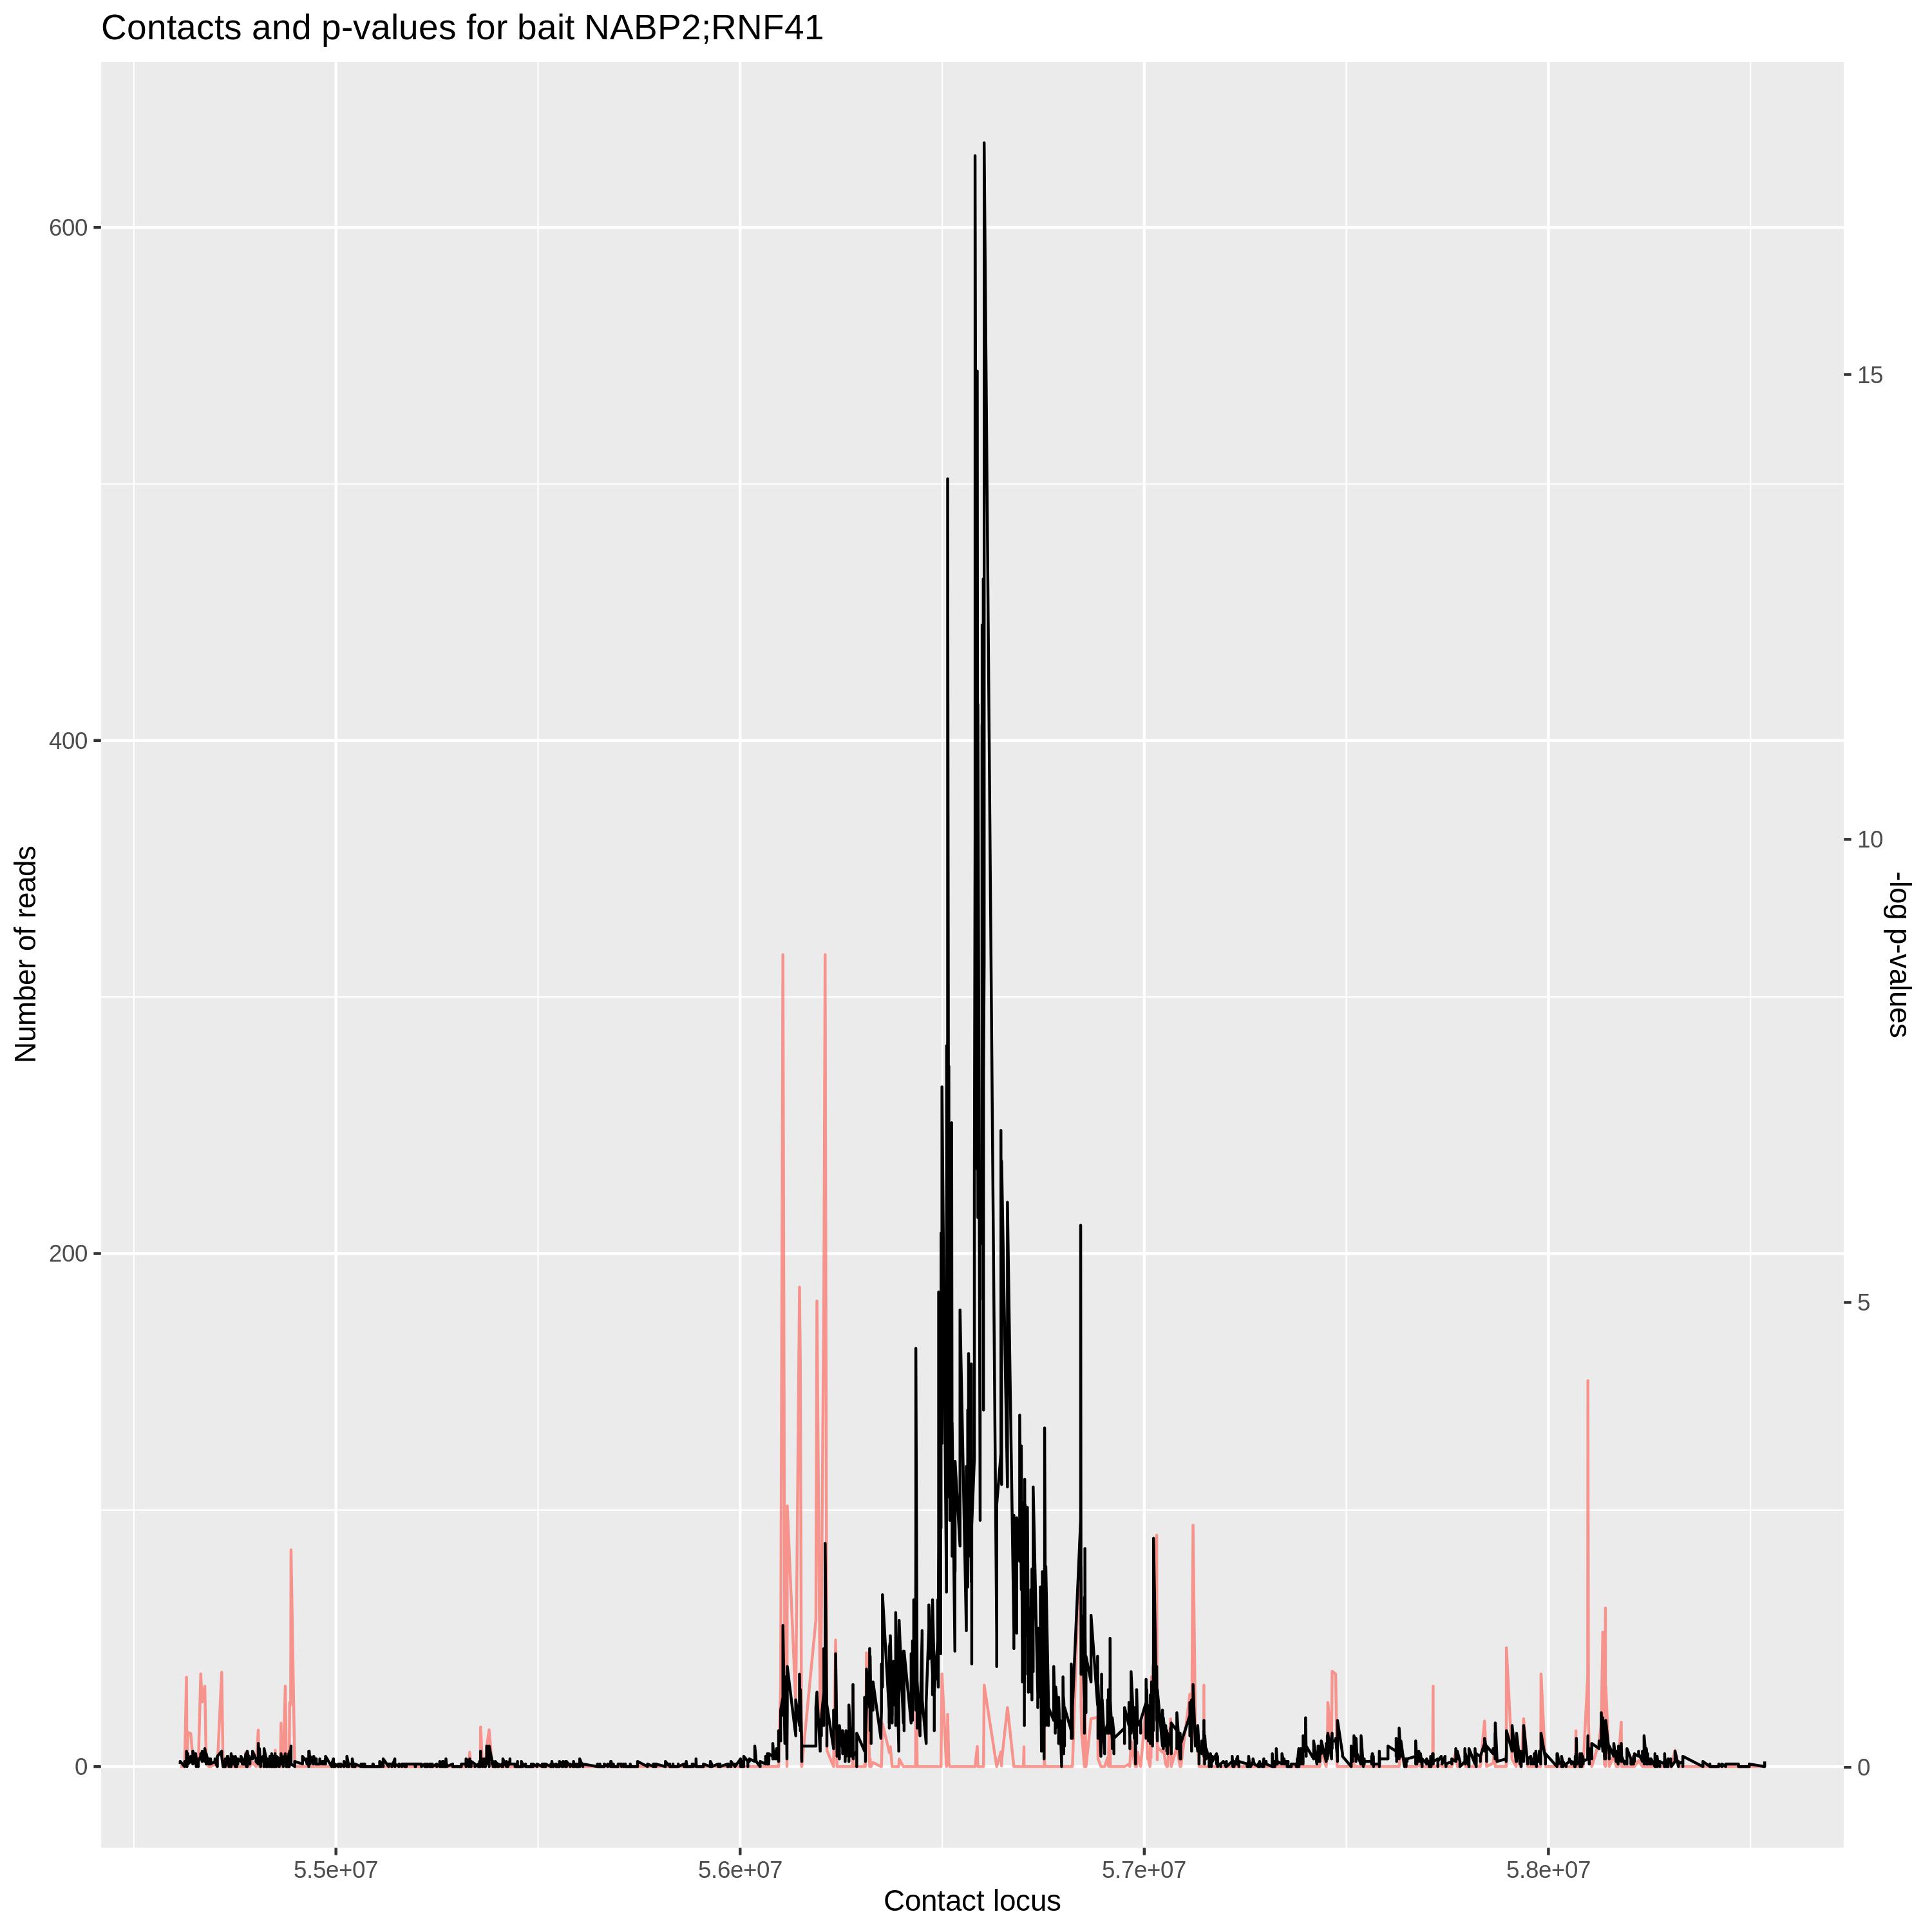 Contacts and p-values for bait NABP2;RNF41
600
400
200
0
15
10
5
0
Number of reads
-log p-values
5.5e+07
5.6e+07
5.7e+07
5.8e+07
Contact locus